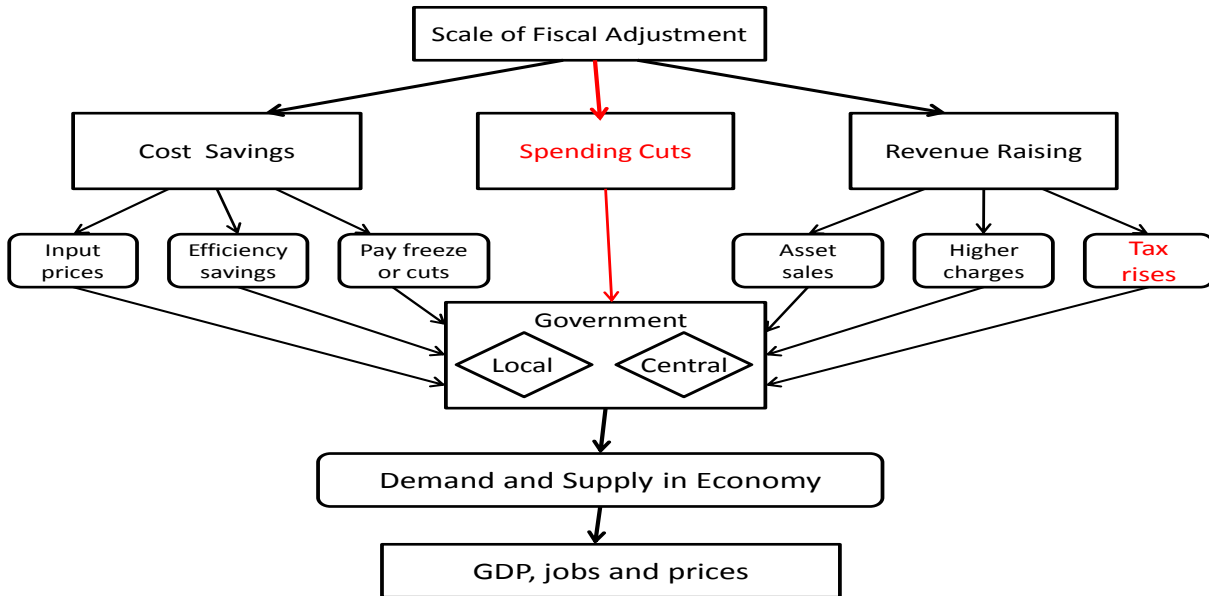 Scale of Fiscal Adjustment
Cost Savings
Spending Cuts
Revenue Raising
Input
prices
Efficiency
savings
Pay freeze
or cuts
Asset
sales
Higher
charges
Tax
rises
Government
Local
Central
Demand and Supply in Economy
GDP, jobs and prices